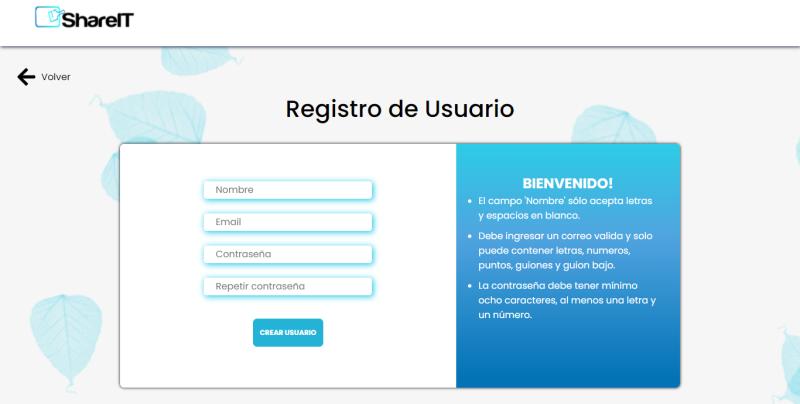 ShareIT
Volver
Registro de Usuario
Nombre
Email
Contraseña
Repetir contraseña
CREAR USUARIO
BIENVENIDO!
El campo 'Nombre' sólo acepta letras
y espacios en blanco.
Debe ingresar un correo valida y solo
puede contener letras, numeros,
puntos, guiones y guion bajo.
La contraseña debe tener mínimo
ocho caracteres, al menos una letra y
un número.